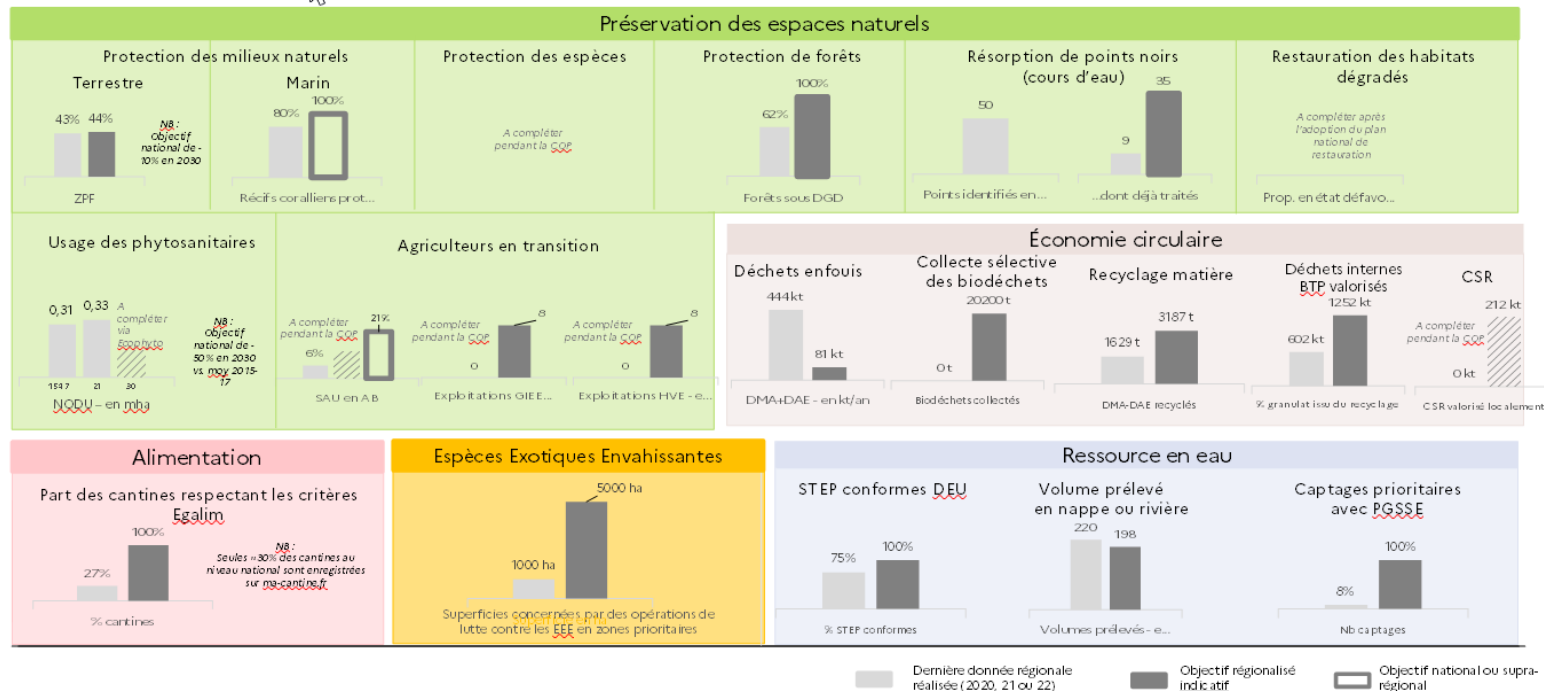 Préservation des espaces naturels
Protection des milieux naturels
Terrestre
43% 44%
NB :
Objectif
national de -
10% en 2030
ZPF
Marin
80%
100%
Récifs coralliens prot...
Protection des espèces
A compléter
pendant la COP
Protection de forêts
62%
100%
Forêts sous DGD
Résorption de points noirs
(cours d'eau)
50
9
35
Points identifiés en...
...dont déjà traités
Restauration des habitats
dégradés
A compléter après
l'adoption du plan
national de
restauration
Prop. en état défavo...
Usage des phytosanitaires
0,31
0,33
A
compléter
via
Ecophyto
NB :
Objectif
national de -
50% en 2030
vs. moy 2015-
17
21
30
NODU – en mha
Agriculteurs en transition
A compléter
pendant la COP
6%
21%
SAU en AB
A compléter
pendant la COP
0
8
Exploitations GIEE...
A compléter
pendant la COP
0
8
Exploitations HVE - e...
Économie circulaire
Déchets enfouis
444 kt
81 kt
DMA+DAE - en kt/an
Collecte sélective
des biodéchets
0 t
20200 t
Biodéchets collectés
Recyclage matière
1629 t
3187 t
DMA-DAE recyclés
Déchets internes
BTP valorisés
602 kt
1252 kt
% granulat issu du recyclage
CSR
212 kt
A compléter
pendant la COP
0 kt
CSR valorisé localement
Alimentation
Part des cantines respectant les critères
Egalim
27%
100%
NB :
Seules ≈30% des cantines au
niveau national sont enregistrées
sur ma-cantine.fr
% cantines
Espèces Exotiques Envahissantes
1000 ha
5000 ha
Superficies concernées par des opérations de
lutte contre les EEE en zones prioritaires
Ressource en eau
STEP conformes DEU
75%
100%
% STEP conformes
Volume prélevé
en nappe ou rivière
220
198
Volumes prélevés - e...
Captages prioritaires
avec PGSSE
8%
100%
Nb captages
Dernière donnée régionale
réalisée (2020, 21 ou 22)
Objectif régionalisé
indicatif
Objectif national ou supra-
régional